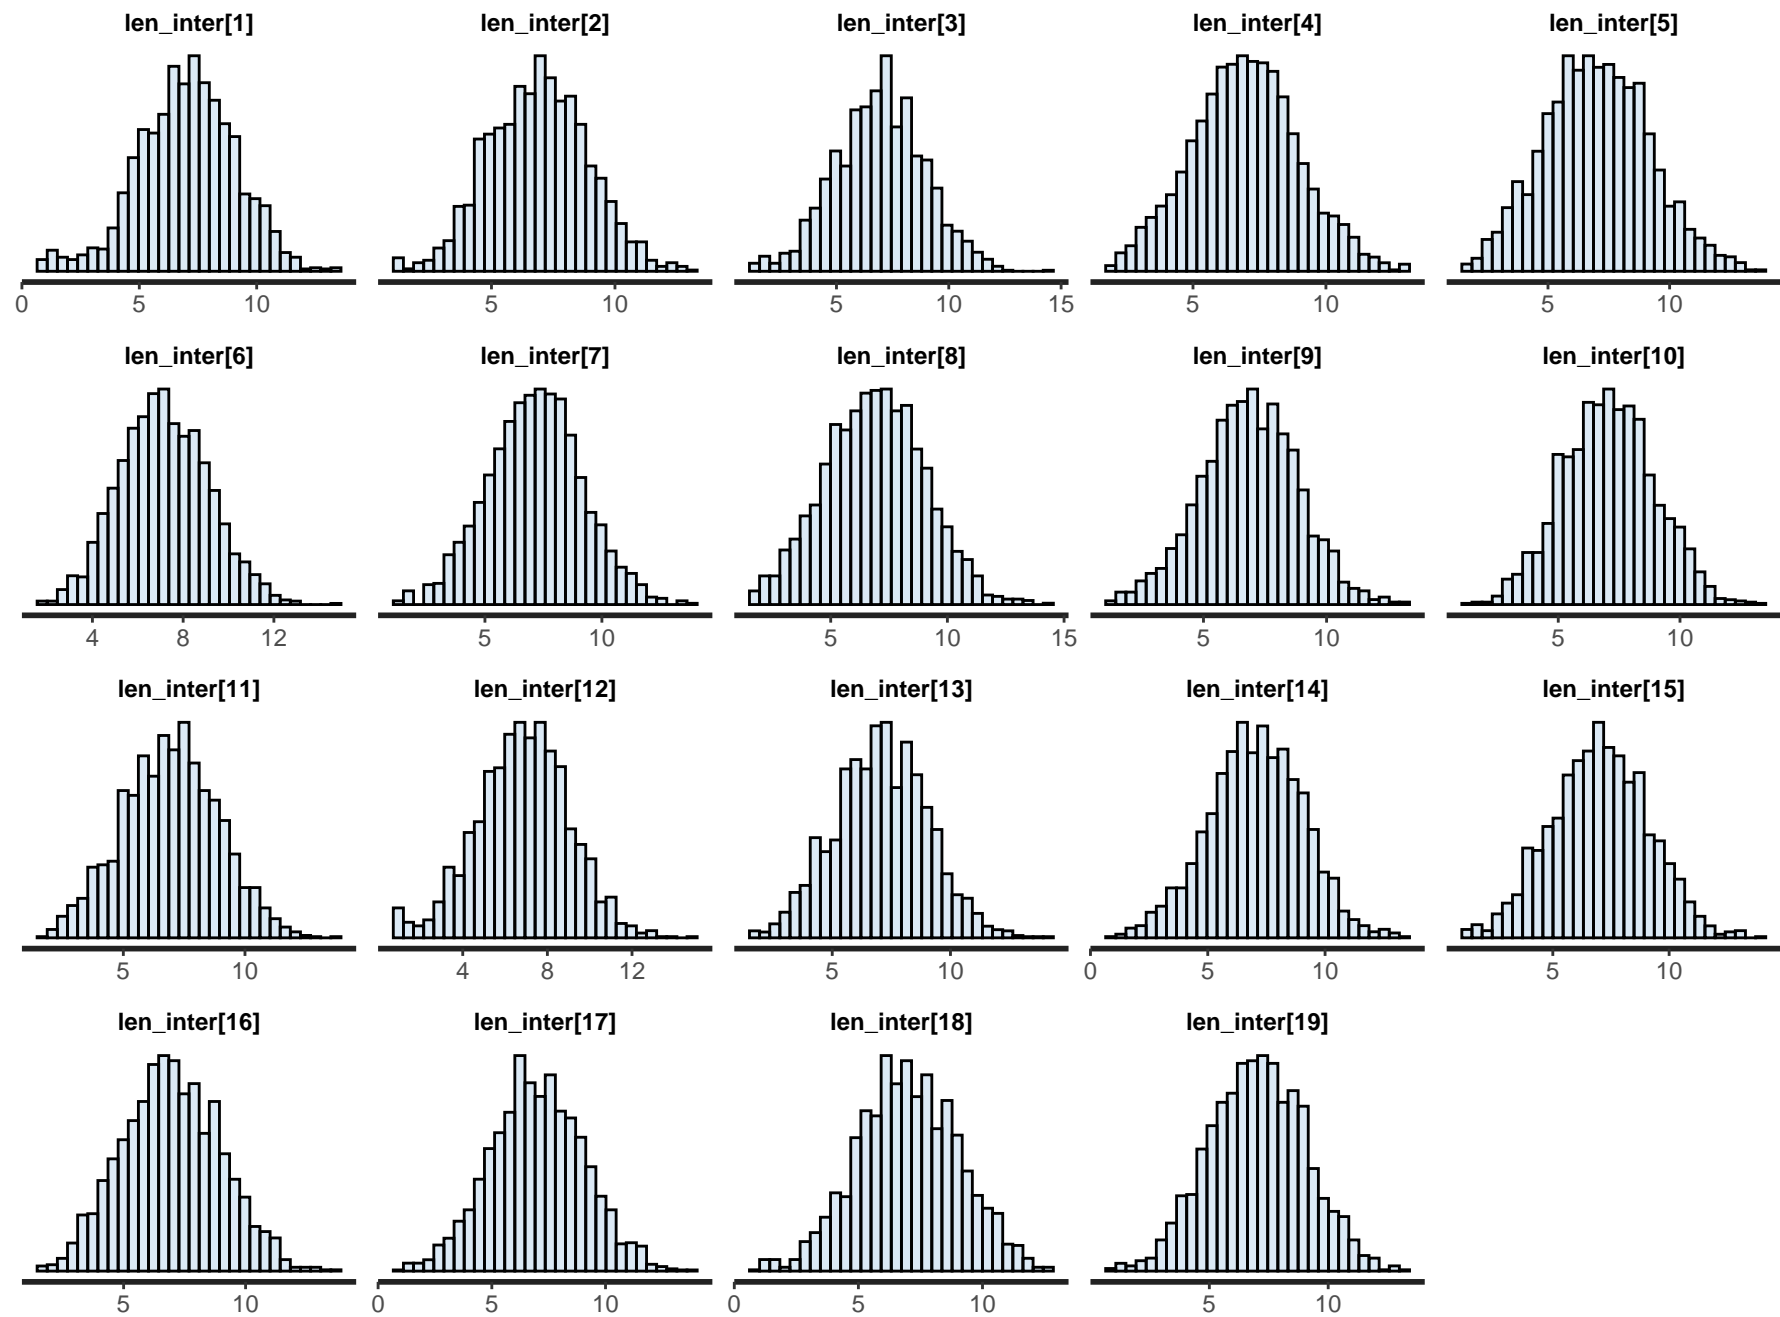 len_inter[1] len_inter[2] len_inter[3] len_inter[4] len_inter[5]
0 5 10 5 10 5 10 15 5 10 5 10
len_inter[6] len_inter[7] len_inter[8] len_inter[9] len_inter[10]
4 8 12 5 10 5 10 15 5 10 5 10
len_inter[11] len_inter[12] len_inter[13] len_inter[14] len_inter[15]
5 10 4 8 12 5 10 0 5 10 5 10
len_inter[16] len_inter[17] len_inter[18] len_inter[19]
5 10 0 5 10 0 5 10 5 10